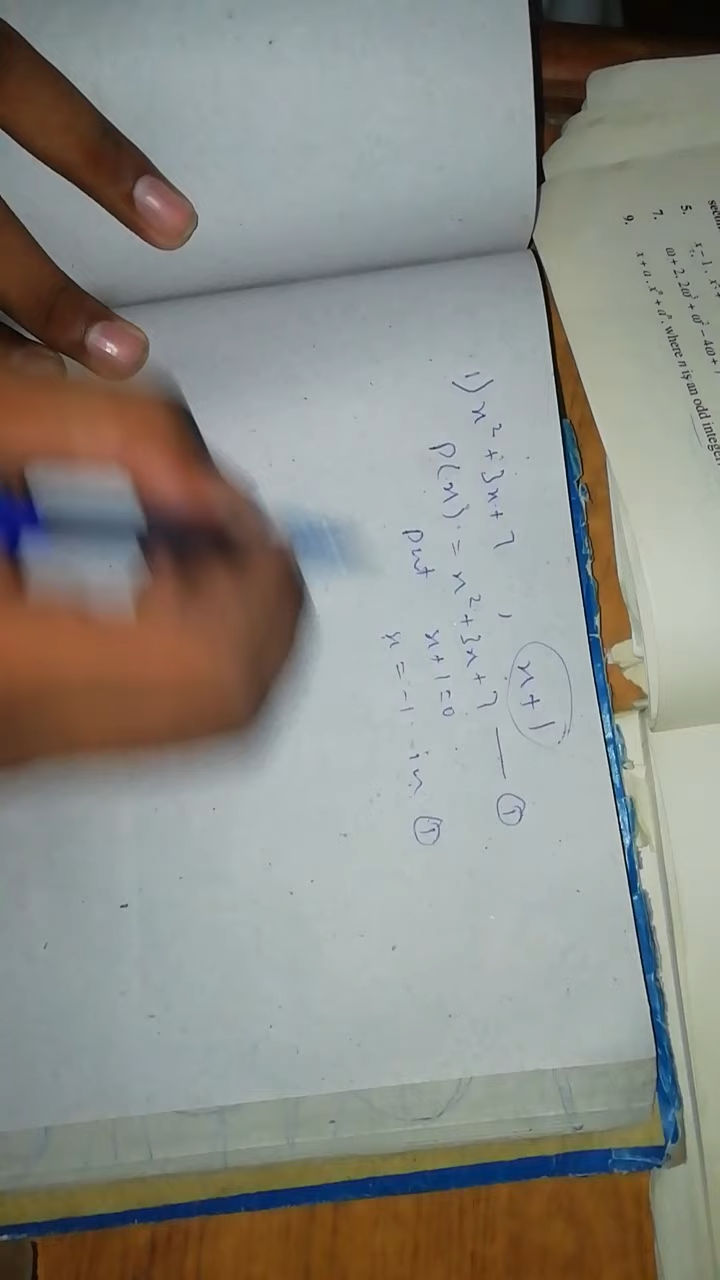 1) x² + 3x + 7 , x+1
P(x) = x² + 3x + 7 — ①
Put x+1=0
x = -1 in ①
5. x - 1
7. ω + 2, 2ω³ + ω² - 4ω +
9. x + a, xⁿ + aⁿ, where n is an odd integer.